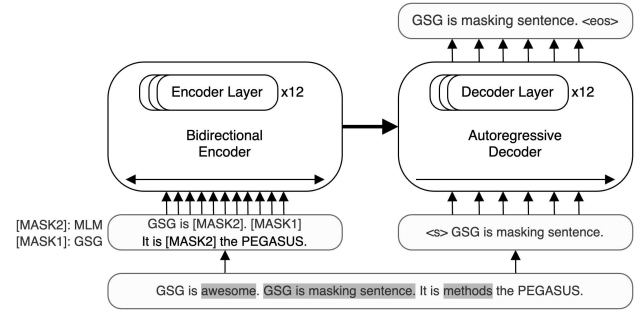 GSG is masking sentence. <eos>
Encoder Layer x12
Bidirectional
Encoder
Decoder Layer x12
Autoregressive
Decoder
[MASK2]: MLM
[MASK1]: GSG
GSG is [MASK2]. [MASK1]
It is [MASK2] the PEGASUS.
<s> GSG is masking sentence.
GSG is awesome. GSG is masking sentence. It is methods the PEGASUS.